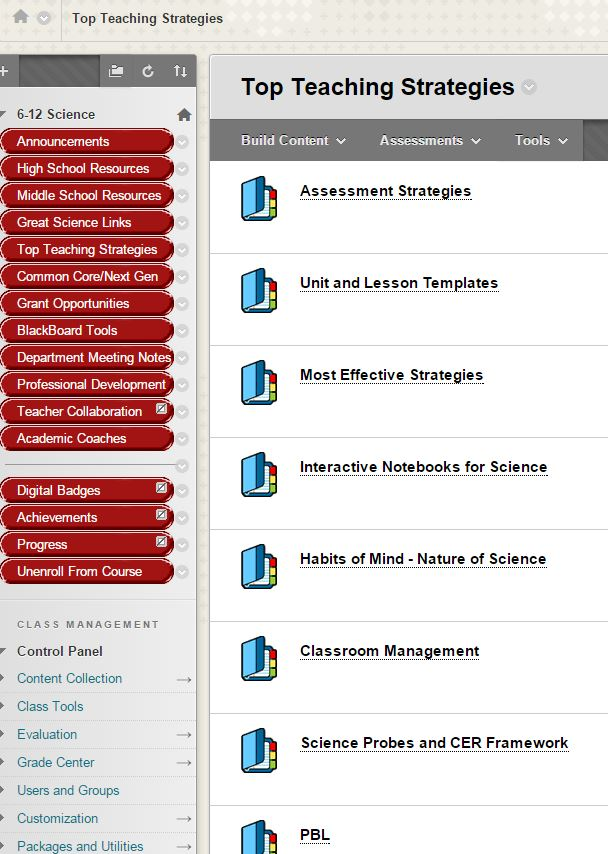 Top Teaching Strategies
6-12 Science
Announcements
High School Resources
Middle School Resources
Great Science Links
Top Teaching Strategies
Common Core/Next Gen
Grant Opportunities
BlackBoard Tools
Department Meeting Notes
Professional Development
Teacher Collaboration
Academic Coaches
Digital Badges
Achievements
Progress
Unenroll From Course
CLASS MANAGEMENT
Control Panel
Content Collection
Class Tools
Evaluation
Grade Center
Users and Groups
Customization
Packages and Utilities
Top Teaching Strategies
Build Content Assessments Tools
Assessment Strategies
Unit and Lesson Templates
Most Effective Strategies
Interactive Notebooks for Science
Habits of Mind - Nature of Science
Classroom Management
Science Probes and CER Framework
PBL